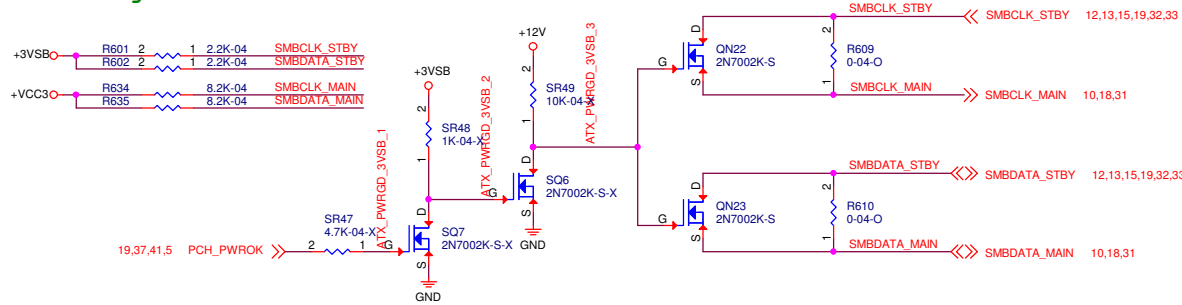 +3VSB
R601 2 1 2.2K-04 SMBCLK_STBY
R602 2 1 2.2K-04 SMBDATA_STBY
+VCC3
R634 8.2K-04 SMBCLK_MAIN
R635 8.2K-04 SMBDATA_MAIN
19,37,41,5 PCH_PWROK
SR47
4.7K-04-X
2 1
ATX_PWRGD_3VSB_1
G D S
SQ7
2N7002K-S-X
GND
+3VSB
2
SR48
1K-04-X
1
ATX_PWRGD_3VSB_2
G D S
SQ6
2N7002K-S-X
GND
+12V
2
SR49
10K-04-X
1
ATX_PWRGD_3VSB_3
G D S
QN22
2N7002K-S
SMBCLK_STBY
SMBCLK_STBY 12,13,15,19,32,33
2
R609
0-04-O
1
SMBCLK_MAIN
SMBCLK_MAIN 10,18,31
G D S
QN23
2N7002K-S
SMBDATA_STBY
SMBDATA_STBY 12,13,15,19,32,33
2
R610
0-04-O
1
SMBDATA_MAIN
SMBDATA_MAIN 10,18,31